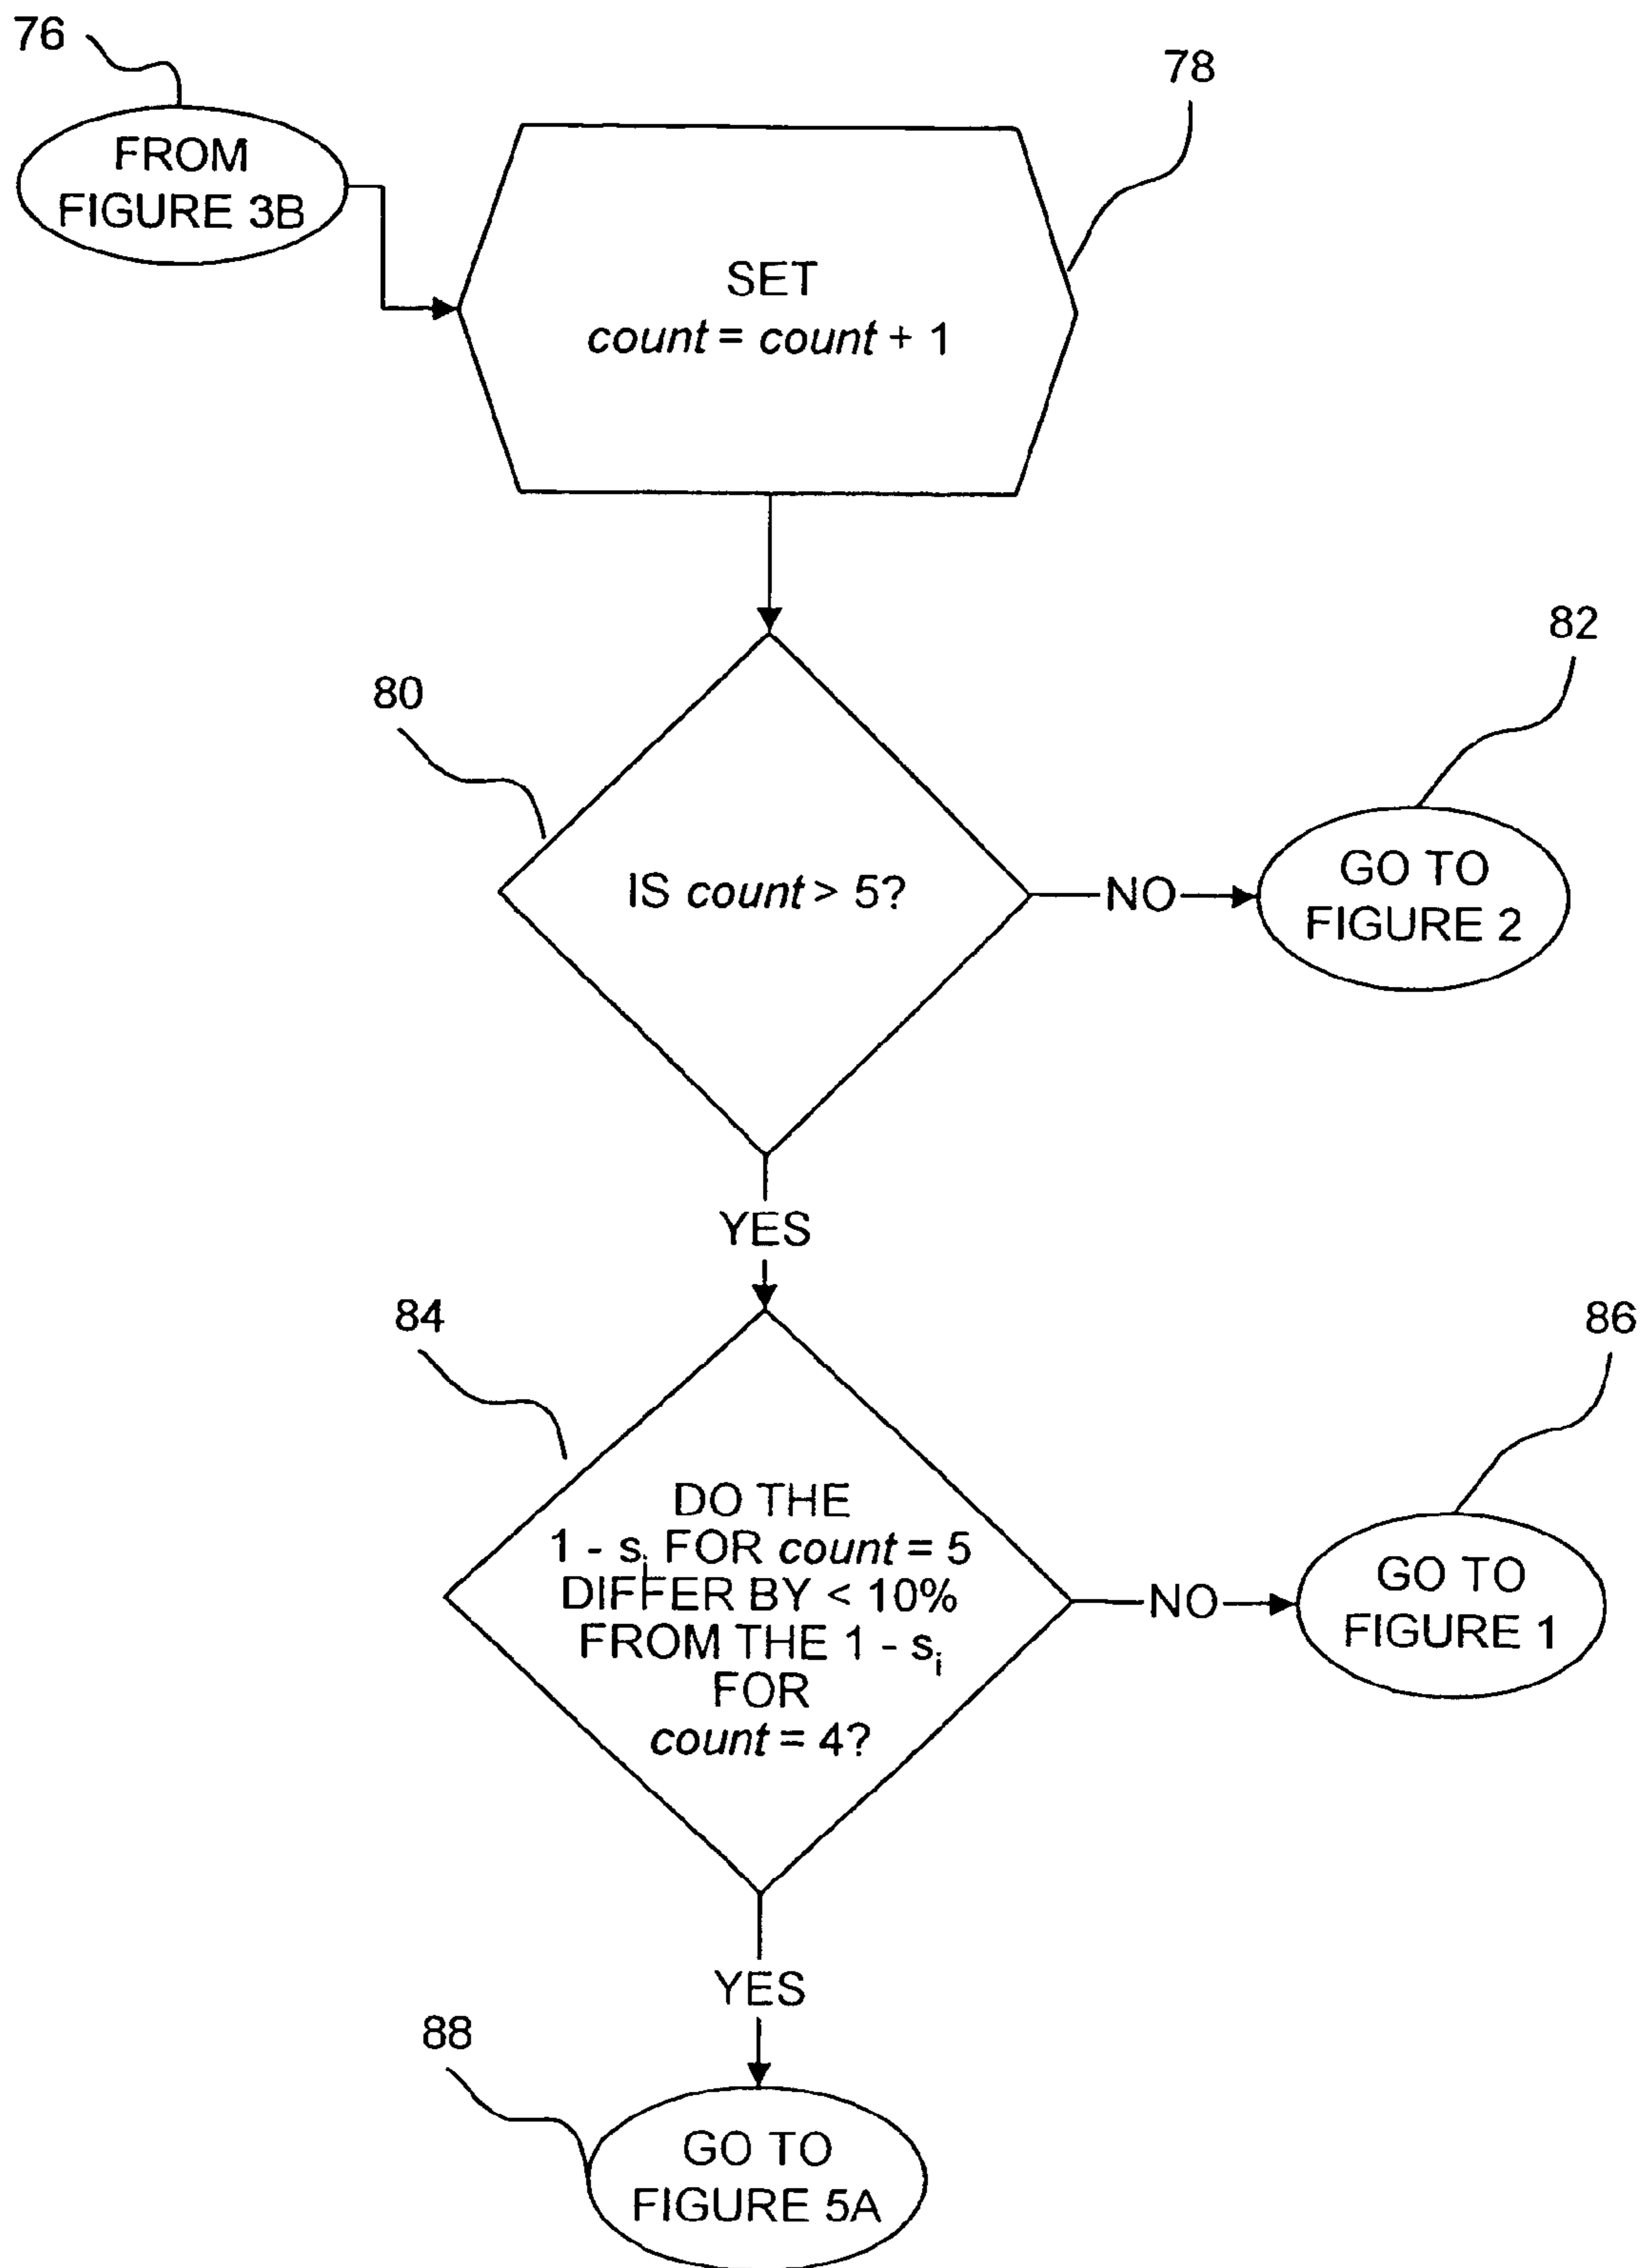 76
FROM
FIGURE 3B
78
SET
count = count + 1
80
IS count > 5?
NO
82
GO TO
FIGURE 2
YES
84
DO THE
1 - si FOR count = 5
DIFFER BY < 10%
FROM THE 1 - si
FOR
count = 4?
NO
86
GO TO
FIGURE 1
YES
88
GO TO
FIGURE 5A